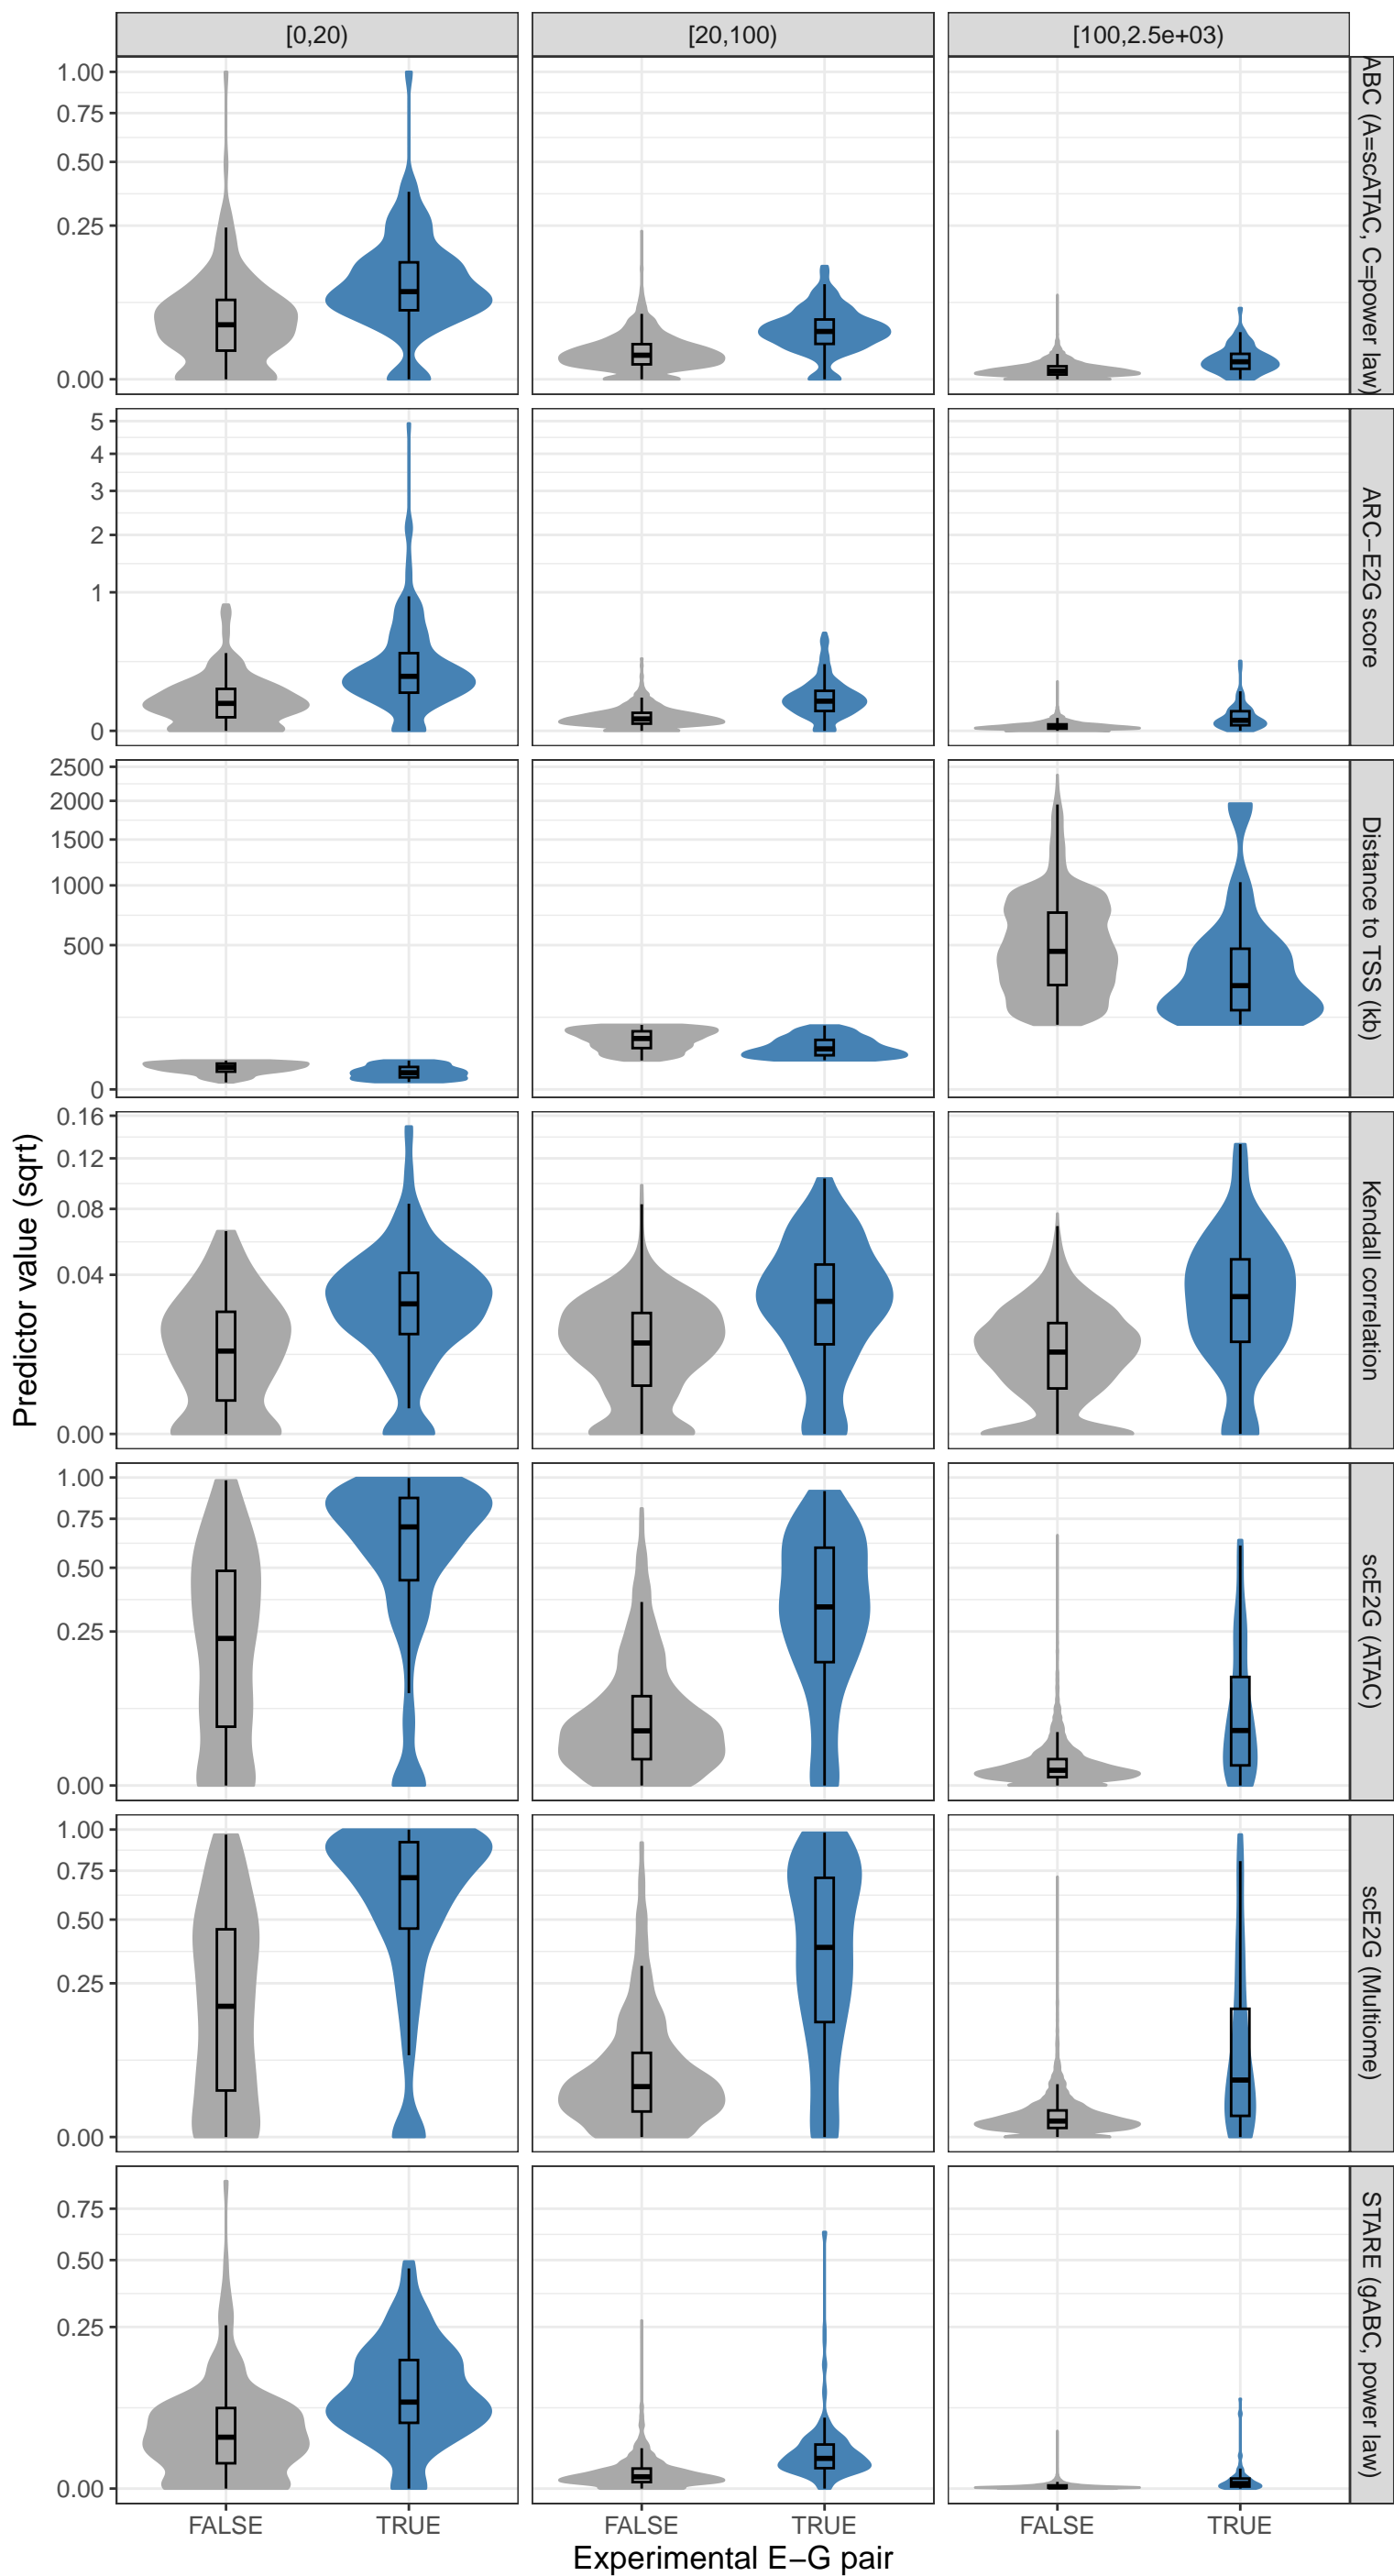 [0,20)
[20,100)
[100,2.5e+03)
1.00
0.75
0.50
0.25
0.00
ABC (A=scATAC, C=power law)
5
4
3
2
1
0
ARC−E2G score
2500
2000
1500
1000
500
0
Distance to TSS (kb)
Predictor value (sqrt)
0.16
0.12
0.08
0.04
0.00
Kendall correlation
1.00
0.75
0.50
0.25
0.00
scE2G (ATAC)
1.00
0.75
0.50
0.25
0.00
scE2G (Multiome)
0.75
0.50
0.25
0.00
STARE (gABC, power law)
FALSE
TRUE
FALSE
TRUE
FALSE
TRUE
Experimental E−G pair